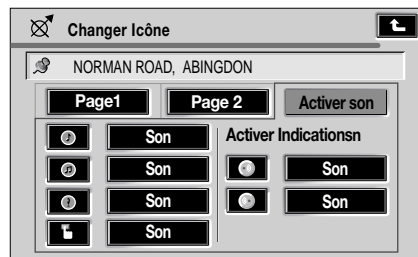 Changer Icône
NORMAN ROAD, ABINGDON
Page1 Page 2 Activer son
Son Activer Indicationsn
Son Son
Son Son
Son